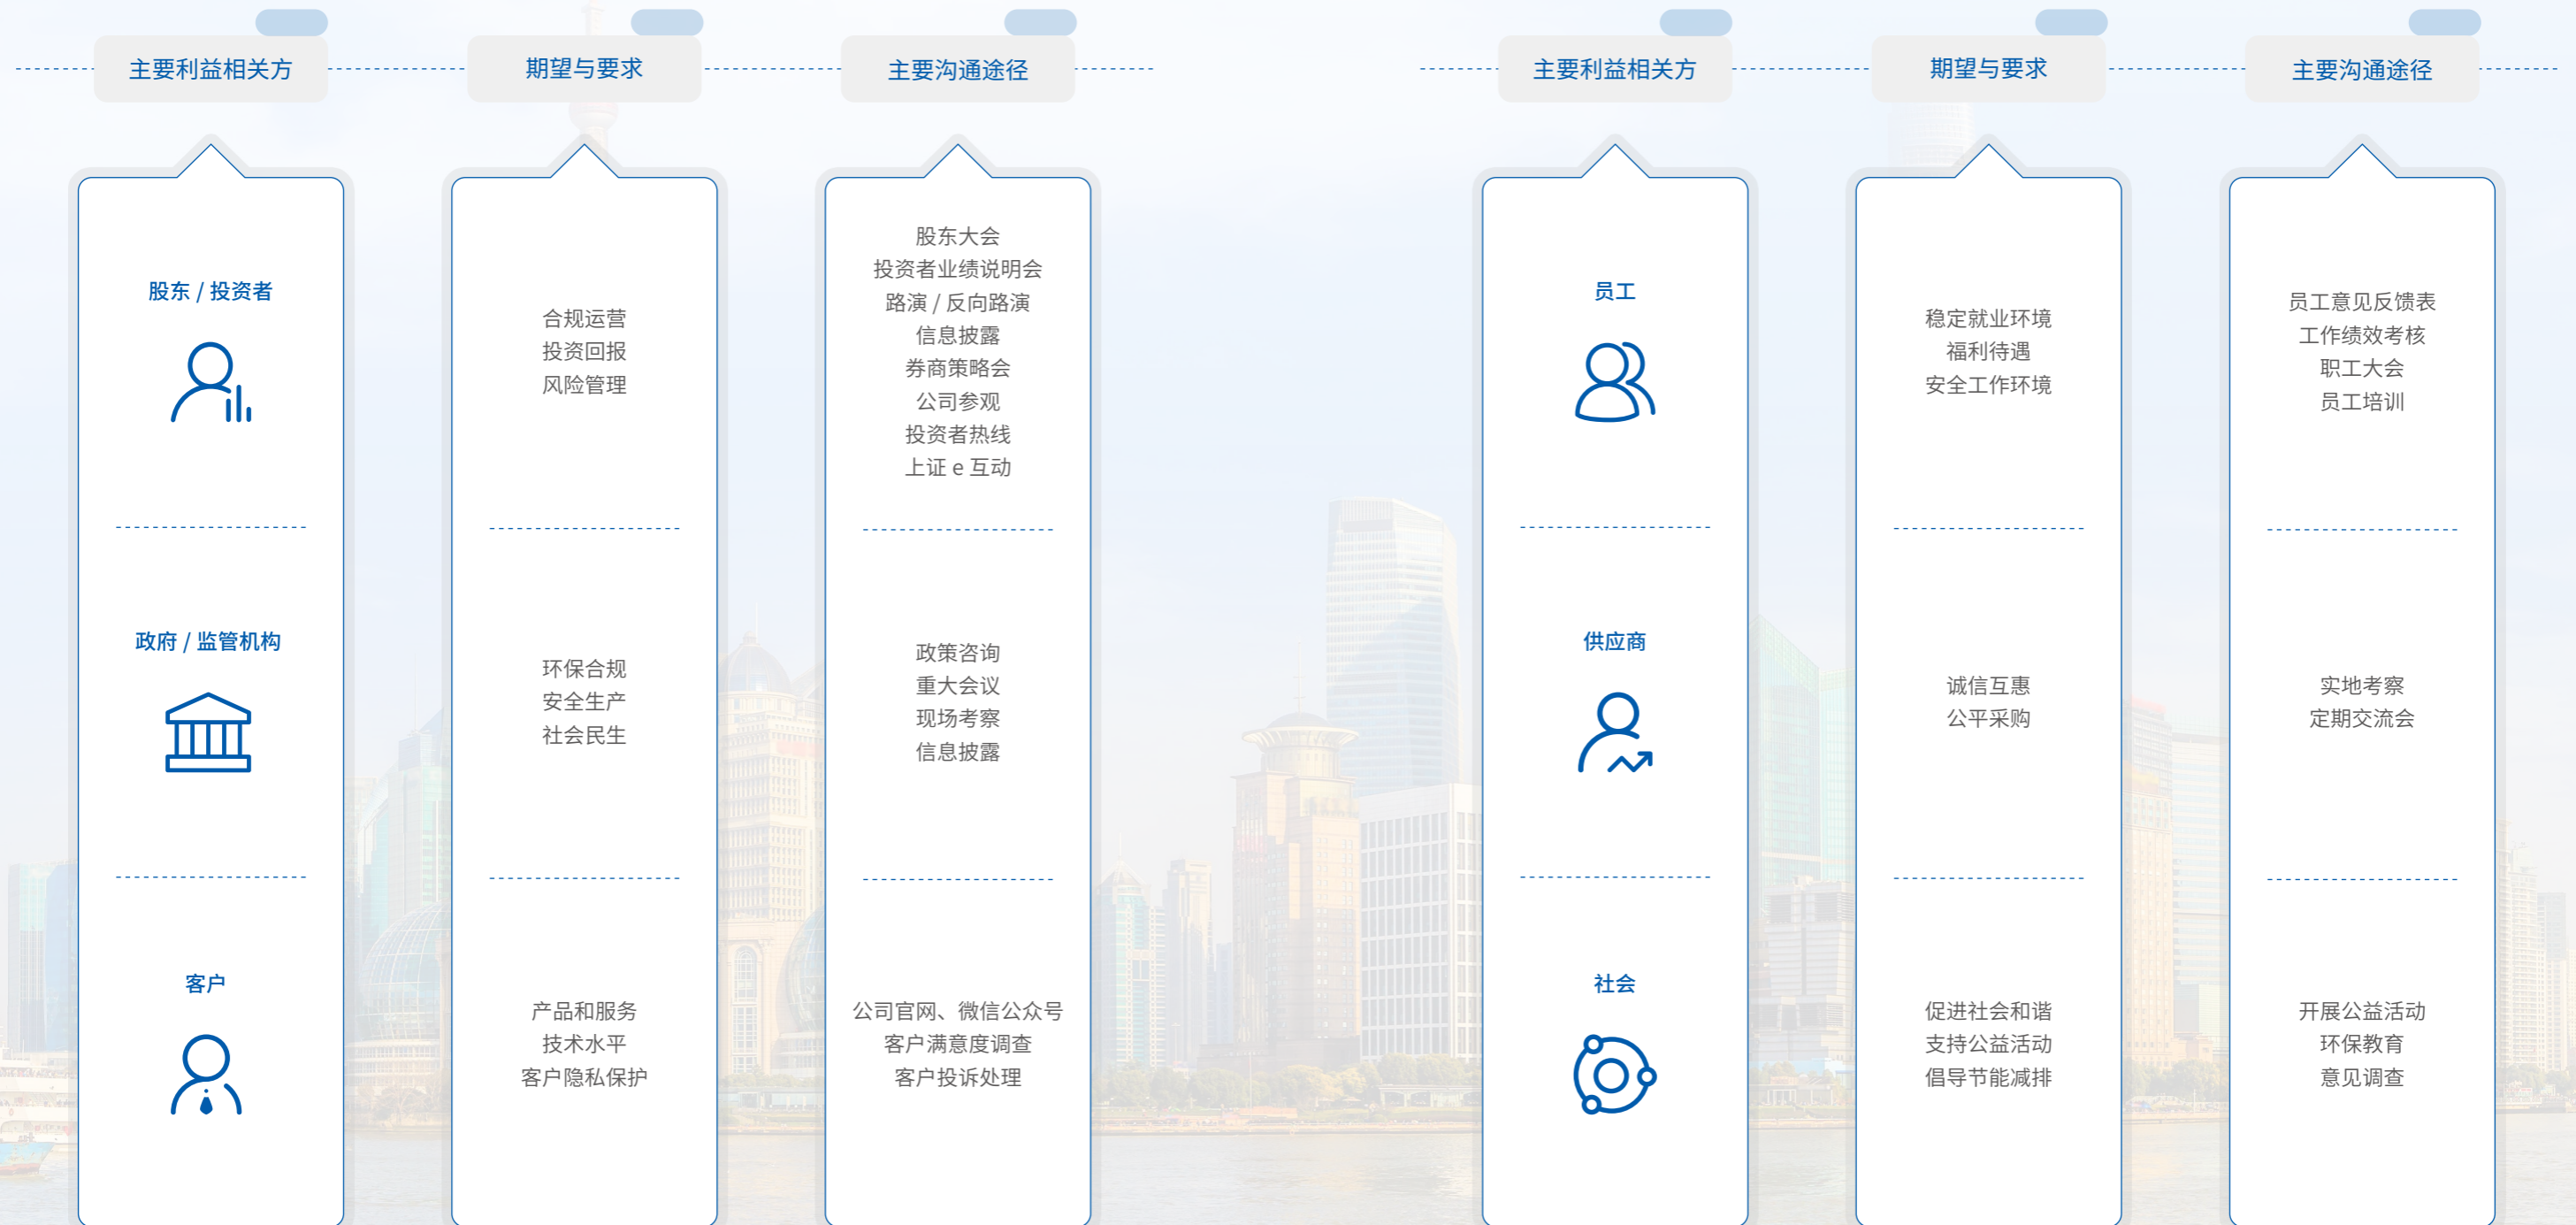 主要利益相关方
期望与要求
主要沟通途径
股东 / 投资者
合规运营
投资回报
风险管理
股东大会
投资者业绩说明会
路演 / 反向路演
信息披露
券商策略会
公司参观
投资者热线
上证 e 互动
政府 / 监管机构
环保合规
安全生产
社会民生
政策咨询
重大会议
现场考察
信息披露
客户
产品和服务
技术水平
客户隐私保护
公司官网、微信公众号
客户满意度调查
客户投诉处理
主要利益相关方
期望与要求
主要沟通途径
员工
稳定就业环境
福利待遇
安全工作环境
员工意见反馈表
工作绩效考核
职工大会
员工培训
供应商
诚信互惠
公平采购
实地考察
定期交流会
社会
促进社会和谐
支持公益活动
倡导节能减排
开展公益活动
环保教育
意见调查